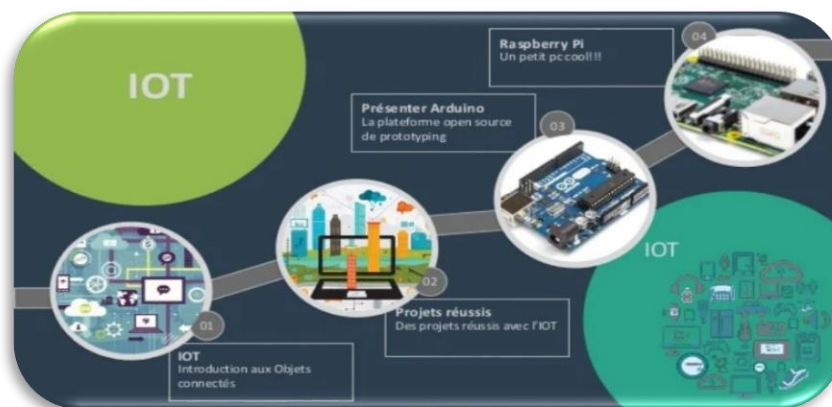 IOT
Raspberry Pi
Un petit pc cool!!!
04
Présenter Arduino
La plateforme open source
de prototyping
03
IOT
02
Projets réussis
Des projets réussis avec l'IOT
01
IOT
Introduction aux Objets
connectés